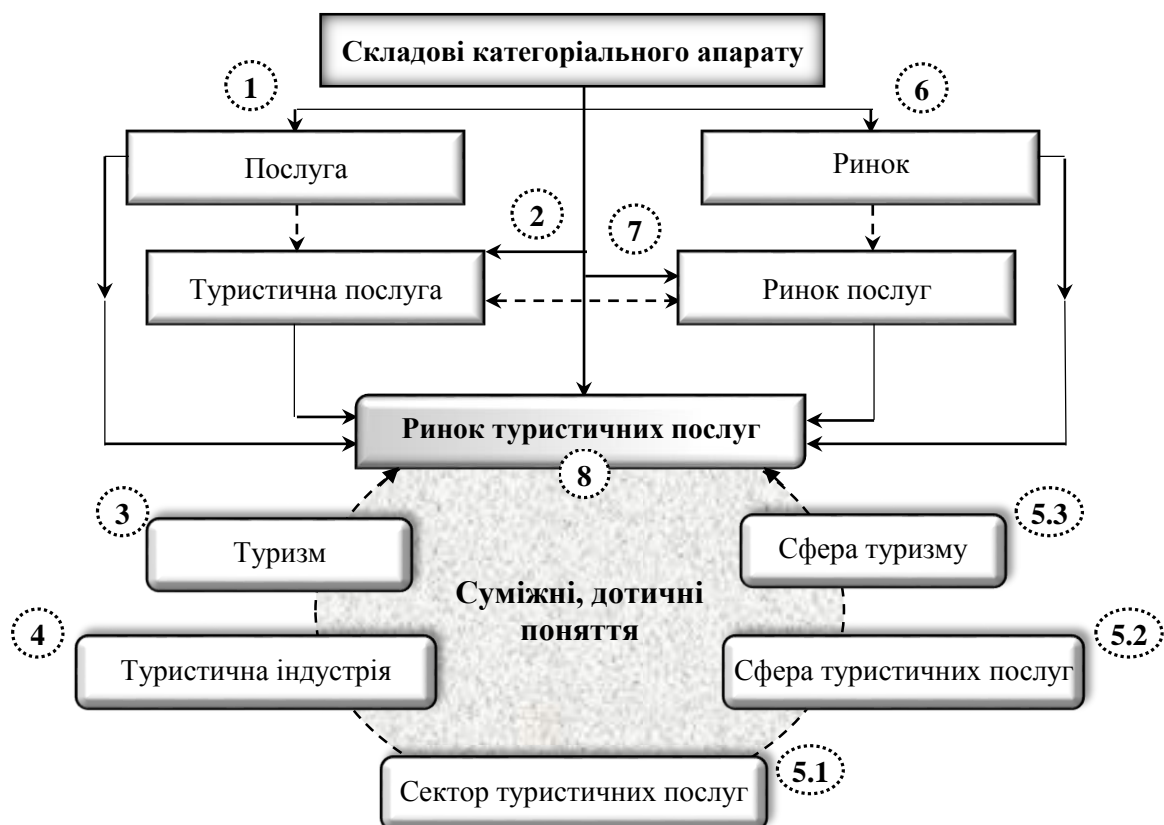 Складові категоріального апарату
1
6
Послуга
Ринок
2
7
Туристична послуга
Ринок послуг
Ринок туристичних послуг
8
3
5.3
Туризм
Сфера туризму
Суміжні, дотичні
поняття
4
5.2
Туристична індустрія
Сфера туристичних послуг
5.1
Сектор туристичних послуг